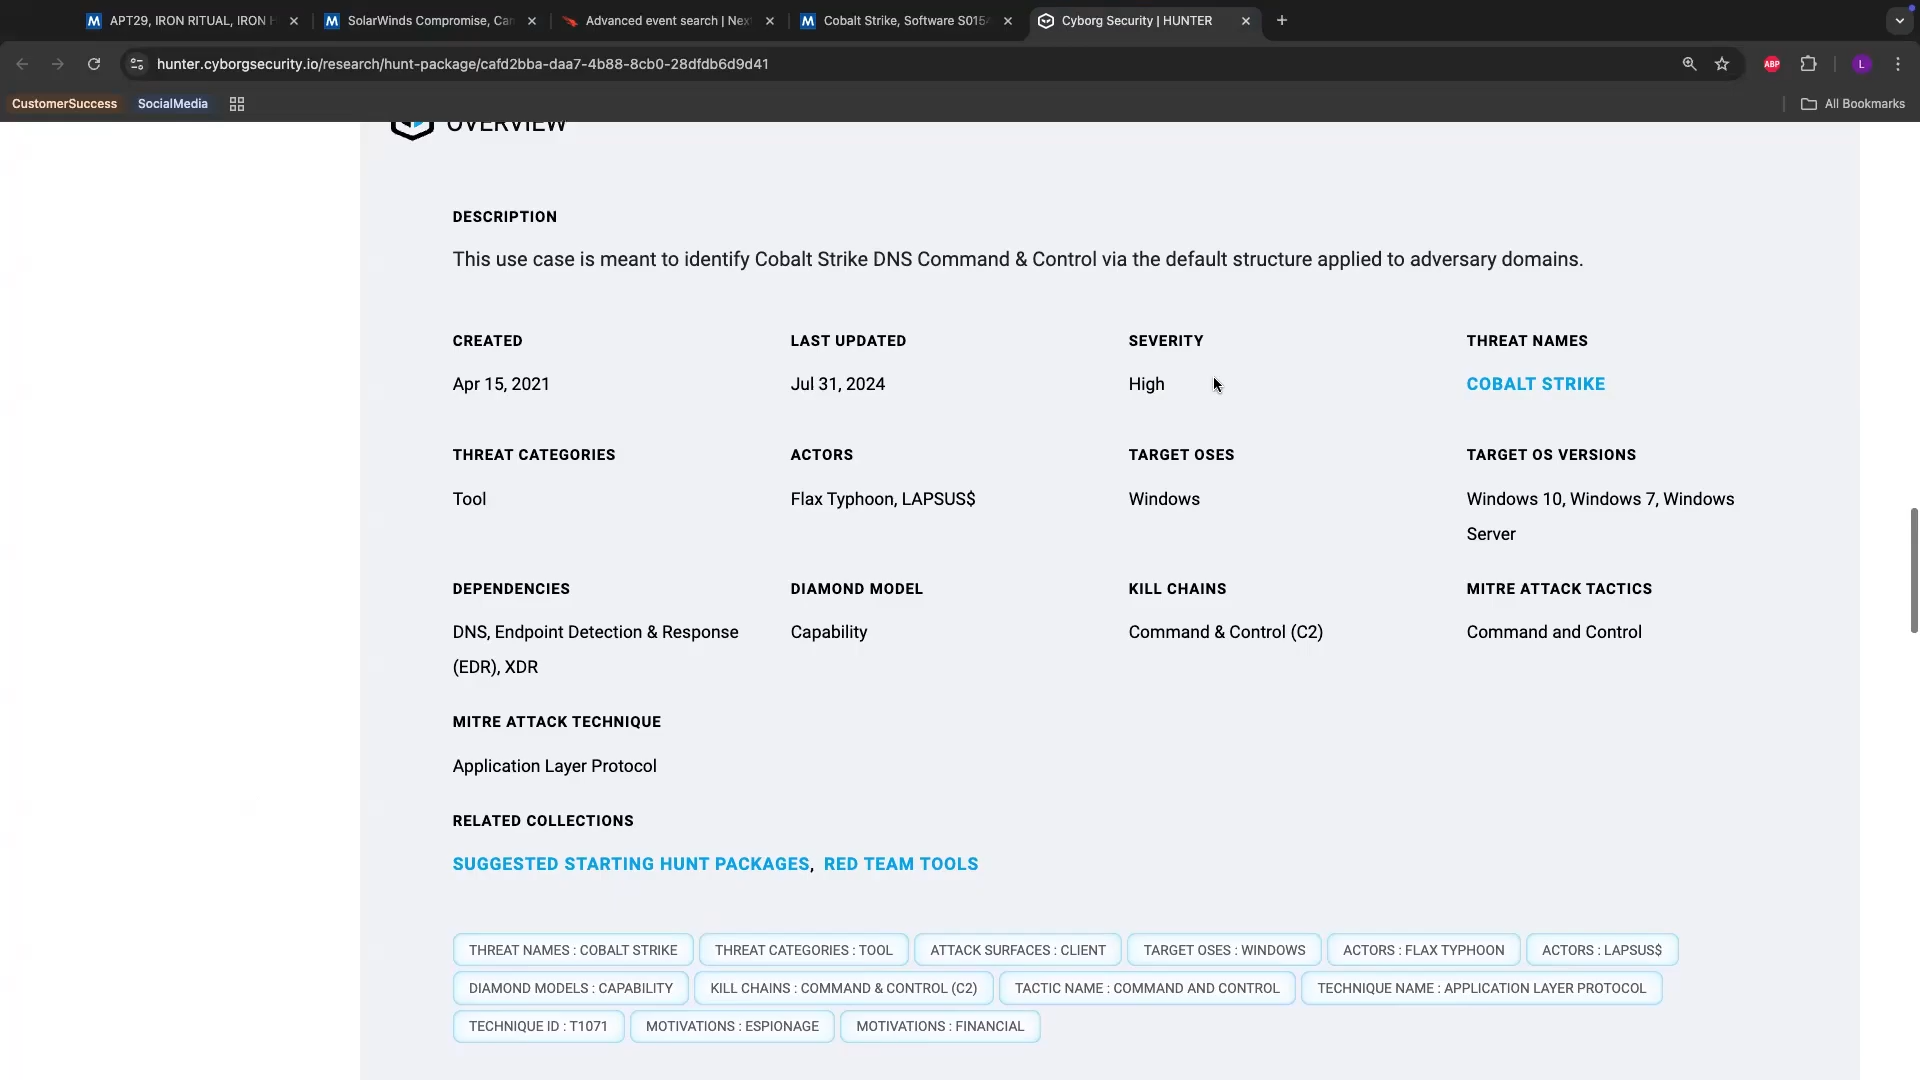 APT29, IRON RITUAL, IRON H
SolarWinds Compromise, Cam
Advanced event search | Nex
Cobalt Strike, Software S0154
Cyborg Security | HUNTER
hunter.cyborgsecurity.io/research/hunt-package/cafd2bba-daa7-4b88-8cb0-28dfdb6d9d41
ABP
L
CustomerSuccess
SocialMedia
All Bookmarks
OVERVIEW
DESCRIPTION
This use case is meant to identify Cobalt Strike DNS Command & Control via the default structure applied to adversary domains.
CREATED
LAST UPDATED
SEVERITY
THREAT NAMES
Apr 15, 2021
Jul 31, 2024
High
COBALT STRIKE
THREAT CATEGORIES
ACTORS
TARGET OSES
TARGET OS VERSIONS
Tool
Flax Typhoon, LAPSUS$
Windows
Windows 10, Windows 7, Windows
Server
DEPENDENCIES
DIAMOND MODEL
KILL CHAINS
MITRE ATTACK TACTICS
DNS, Endpoint Detection & Response
(EDR), XDR
Capability
Command & Control (C2)
Command and Control
MITRE ATTACK TECHNIQUE
Application Layer Protocol
RELATED COLLECTIONS
SUGGESTED STARTING HUNT PACKAGES, RED TEAM TOOLS
THREAT NAMES : COBALT STRIKE
THREAT CATEGORIES : TOOL
ATTACK SURFACES : CLIENT
TARGET OSES : WINDOWS
ACTORS : FLAX TYPHOON
ACTORS : LAPSUS$
DIAMOND MODELS : CAPABILITY
KILL CHAINS : COMMAND & CONTROL (C2)
TACTIC NAME : COMMAND AND CONTROL
TECHNIQUE NAME : APPLICATION LAYER PROTOCOL
TECHNIQUE ID : T1071
MOTIVATIONS : ESPIONAGE
MOTIVATIONS : FINANCIAL